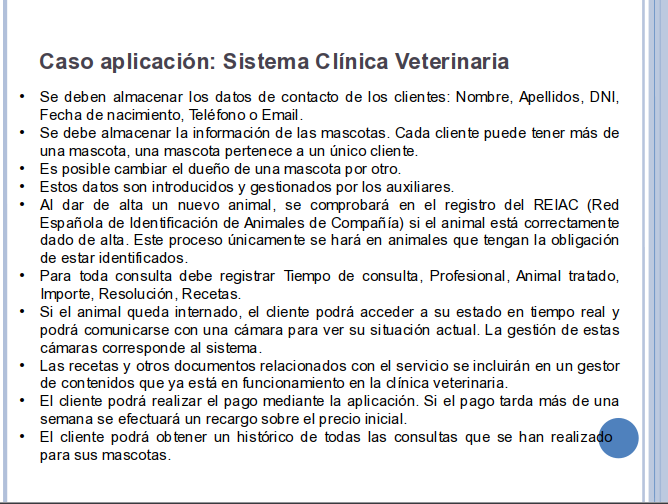 Caso aplicación: Sistema Clínica Veterinaria
• Se deben almacenar los datos de contacto de los clientes: Nombre, Apellidos, DNI,
Fecha de nacimiento, Teléfono o Email.
• Se debe almacenar la información de las mascotas. Cada cliente puede tener más de
una mascota, una mascota pertenece a un único cliente.
• Es posible cambiar el dueño de una mascota por otro.
• Estos datos son introducidos y gestionados por los auxiliares.
• Al dar de alta un nuevo animal, se comprobará en el registro del REIAC (Red
Española de Identificación de Animales de Compañía) si el animal está correctamente
dado de alta. Este proceso únicamente se hará en animales que tengan la obligación
de estar identificados.
• Para toda consulta debe registrar Tiempo de consulta, Profesional, Animal tratado,
Importe, Resolución, Recetas.
• Si el animal queda internado, el cliente podrá acceder a su estado en tiempo real y
podrá comunicarse con una cámara para ver su situación actual. La gestión de estas
cámaras corresponde al sistema.
• Las recetas y otros documentos relacionados con el servicio se incluirán en un gestor
de contenidos que ya está en funcionamiento en la clínica veterinaria.
• El cliente podrá realizar el pago mediante la aplicación. Si el pago tarda más de una
semana se efectuará un recargo sobre el precio inicial.
• El cliente podrá obtener un histórico de todas las consultas que se han realizado
para sus mascotas.